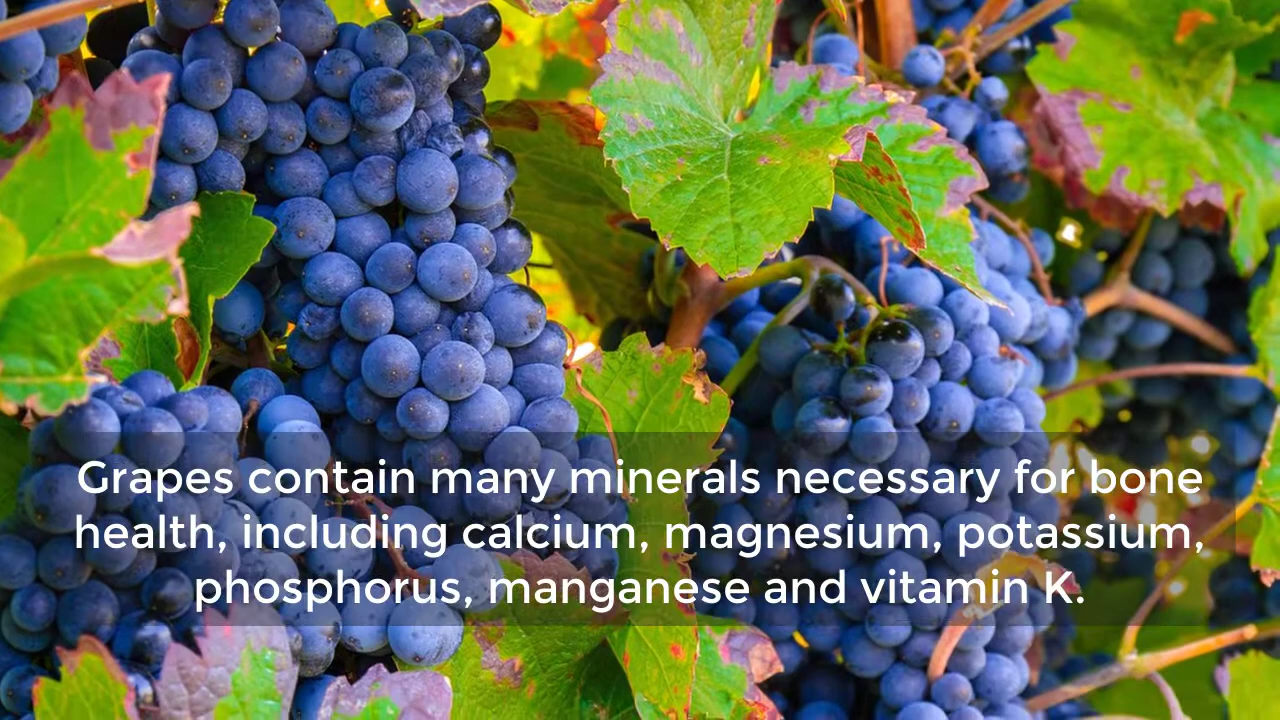 Grapes contain many minerals necessary for bone
health, including calcium, magnesium, potassium,
phosphorus, manganese and vitamin K.